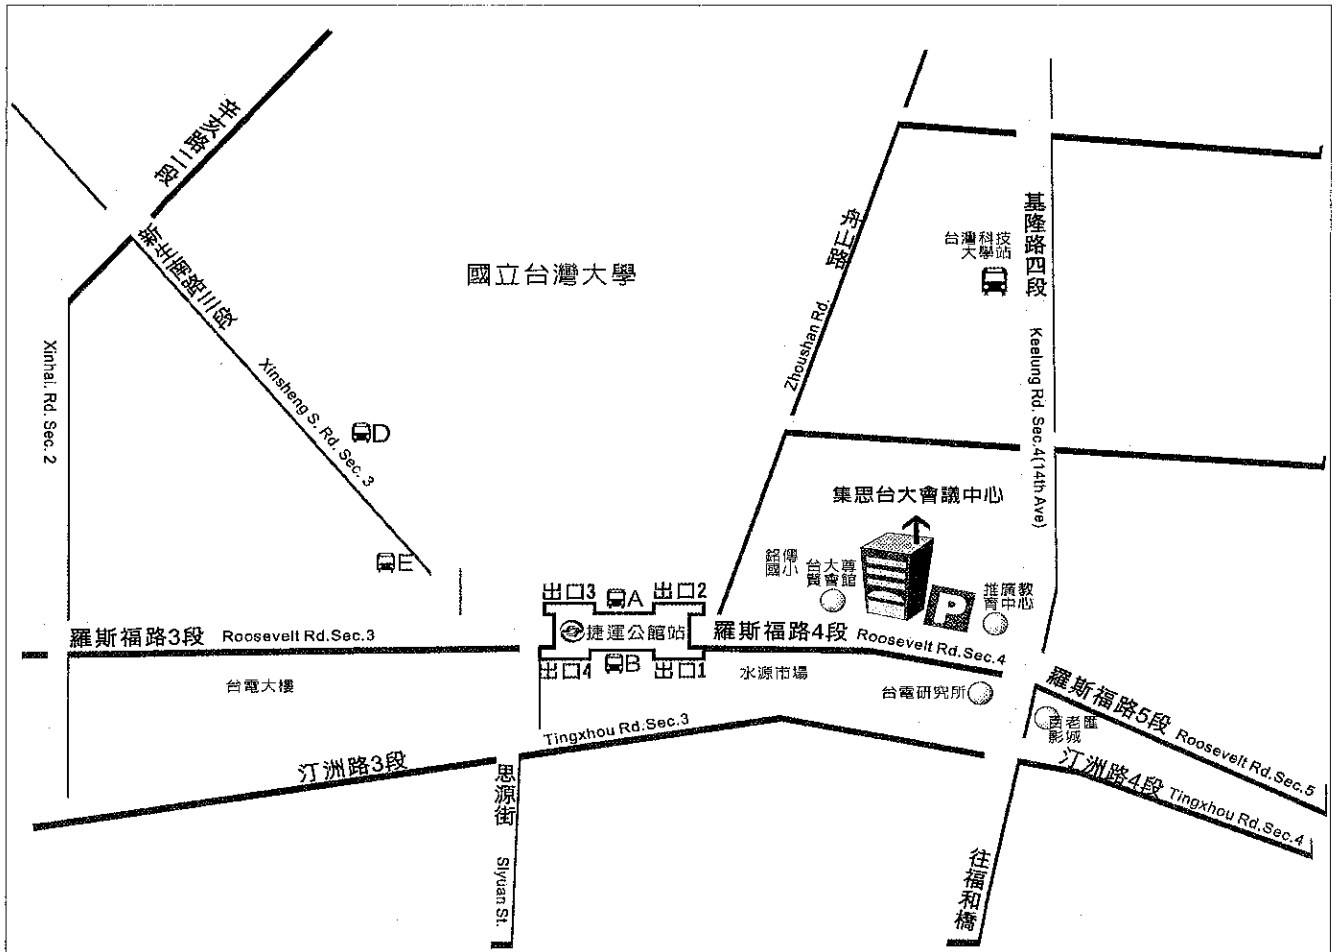 辛亥路二段
新生南路三段
Xinsheng S. Rd. Sec. 3
Xinhai. Rd. Sec. 2
國立台灣大學
舟山路
Zhoushan Rd.
台灣科技
大學站
基隆路四段
Keelung Rd. Sec.4(14th Ave)
D
E
集思台大會議中心
銘傳
國小
台大尊
賢會館
P
推廣教
育中心
出口3
A
出口2
捷運公館站
出口4
B
出口1
羅斯福路3段 Roosevelt Rd.Sec.3
羅斯福路4段 Roosevelt Rd.Sec.4
台電大樓
水源市場
台電研究所
羅斯福路5段 Roosevelt Rd.Sec.5
影城
汀洲路3段
Tingxhou Rd.Sec.3
汀洲路4段 Tingxhou Rd.Sec.4
思源街
Siyuan St.
往福和橋